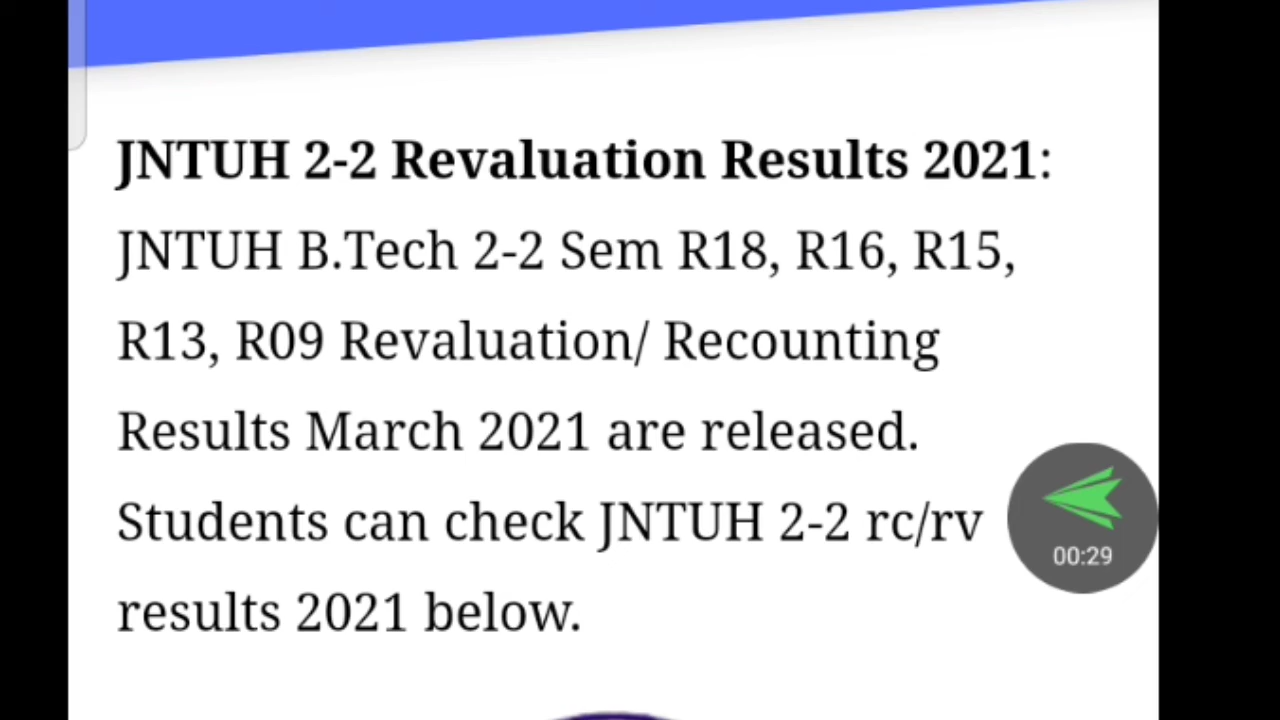 JNTUH 2-2 Revaluation Results 2021:
JNTUH B.Tech 2-2 Sem R18, R16, R15,
R13, R09 Revaluation/ Recounting
Results March 2021 are released.
Students can check JNTUH 2-2 rc/rv
results 2021 below.
00:29